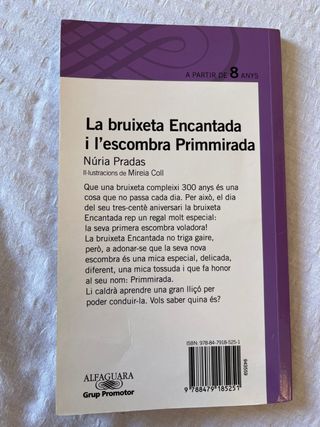 A PARTIR DE 8 ANYS
La bruixeta Encantada
i l'escombra Primmirada
Núria Pradas
Il·lustracions de Mireia Coll
Que una bruixeta compleixi 300 anys és una
cosa que no passa cada dia. Per això, el dia
del seu tres-centè aniversari la bruixeta
Encantada rep un regal molt especial:
la seva primera escombra voladora!
La bruixeta Encantada no triga gaire,
però, a adonar-se que la seva nova
escombra és una mica especial, delicada,
diferent, una mica tossuda i que fa honor
al seu nom: Primmirada.
Li caldrà aprendre una gran lliçó per
poder conduir-la. Vols saber quina és?
ISBN: 978-84-7918-525-1
943559
9 788479 185251
ALFAGUARA
Grup Promotor